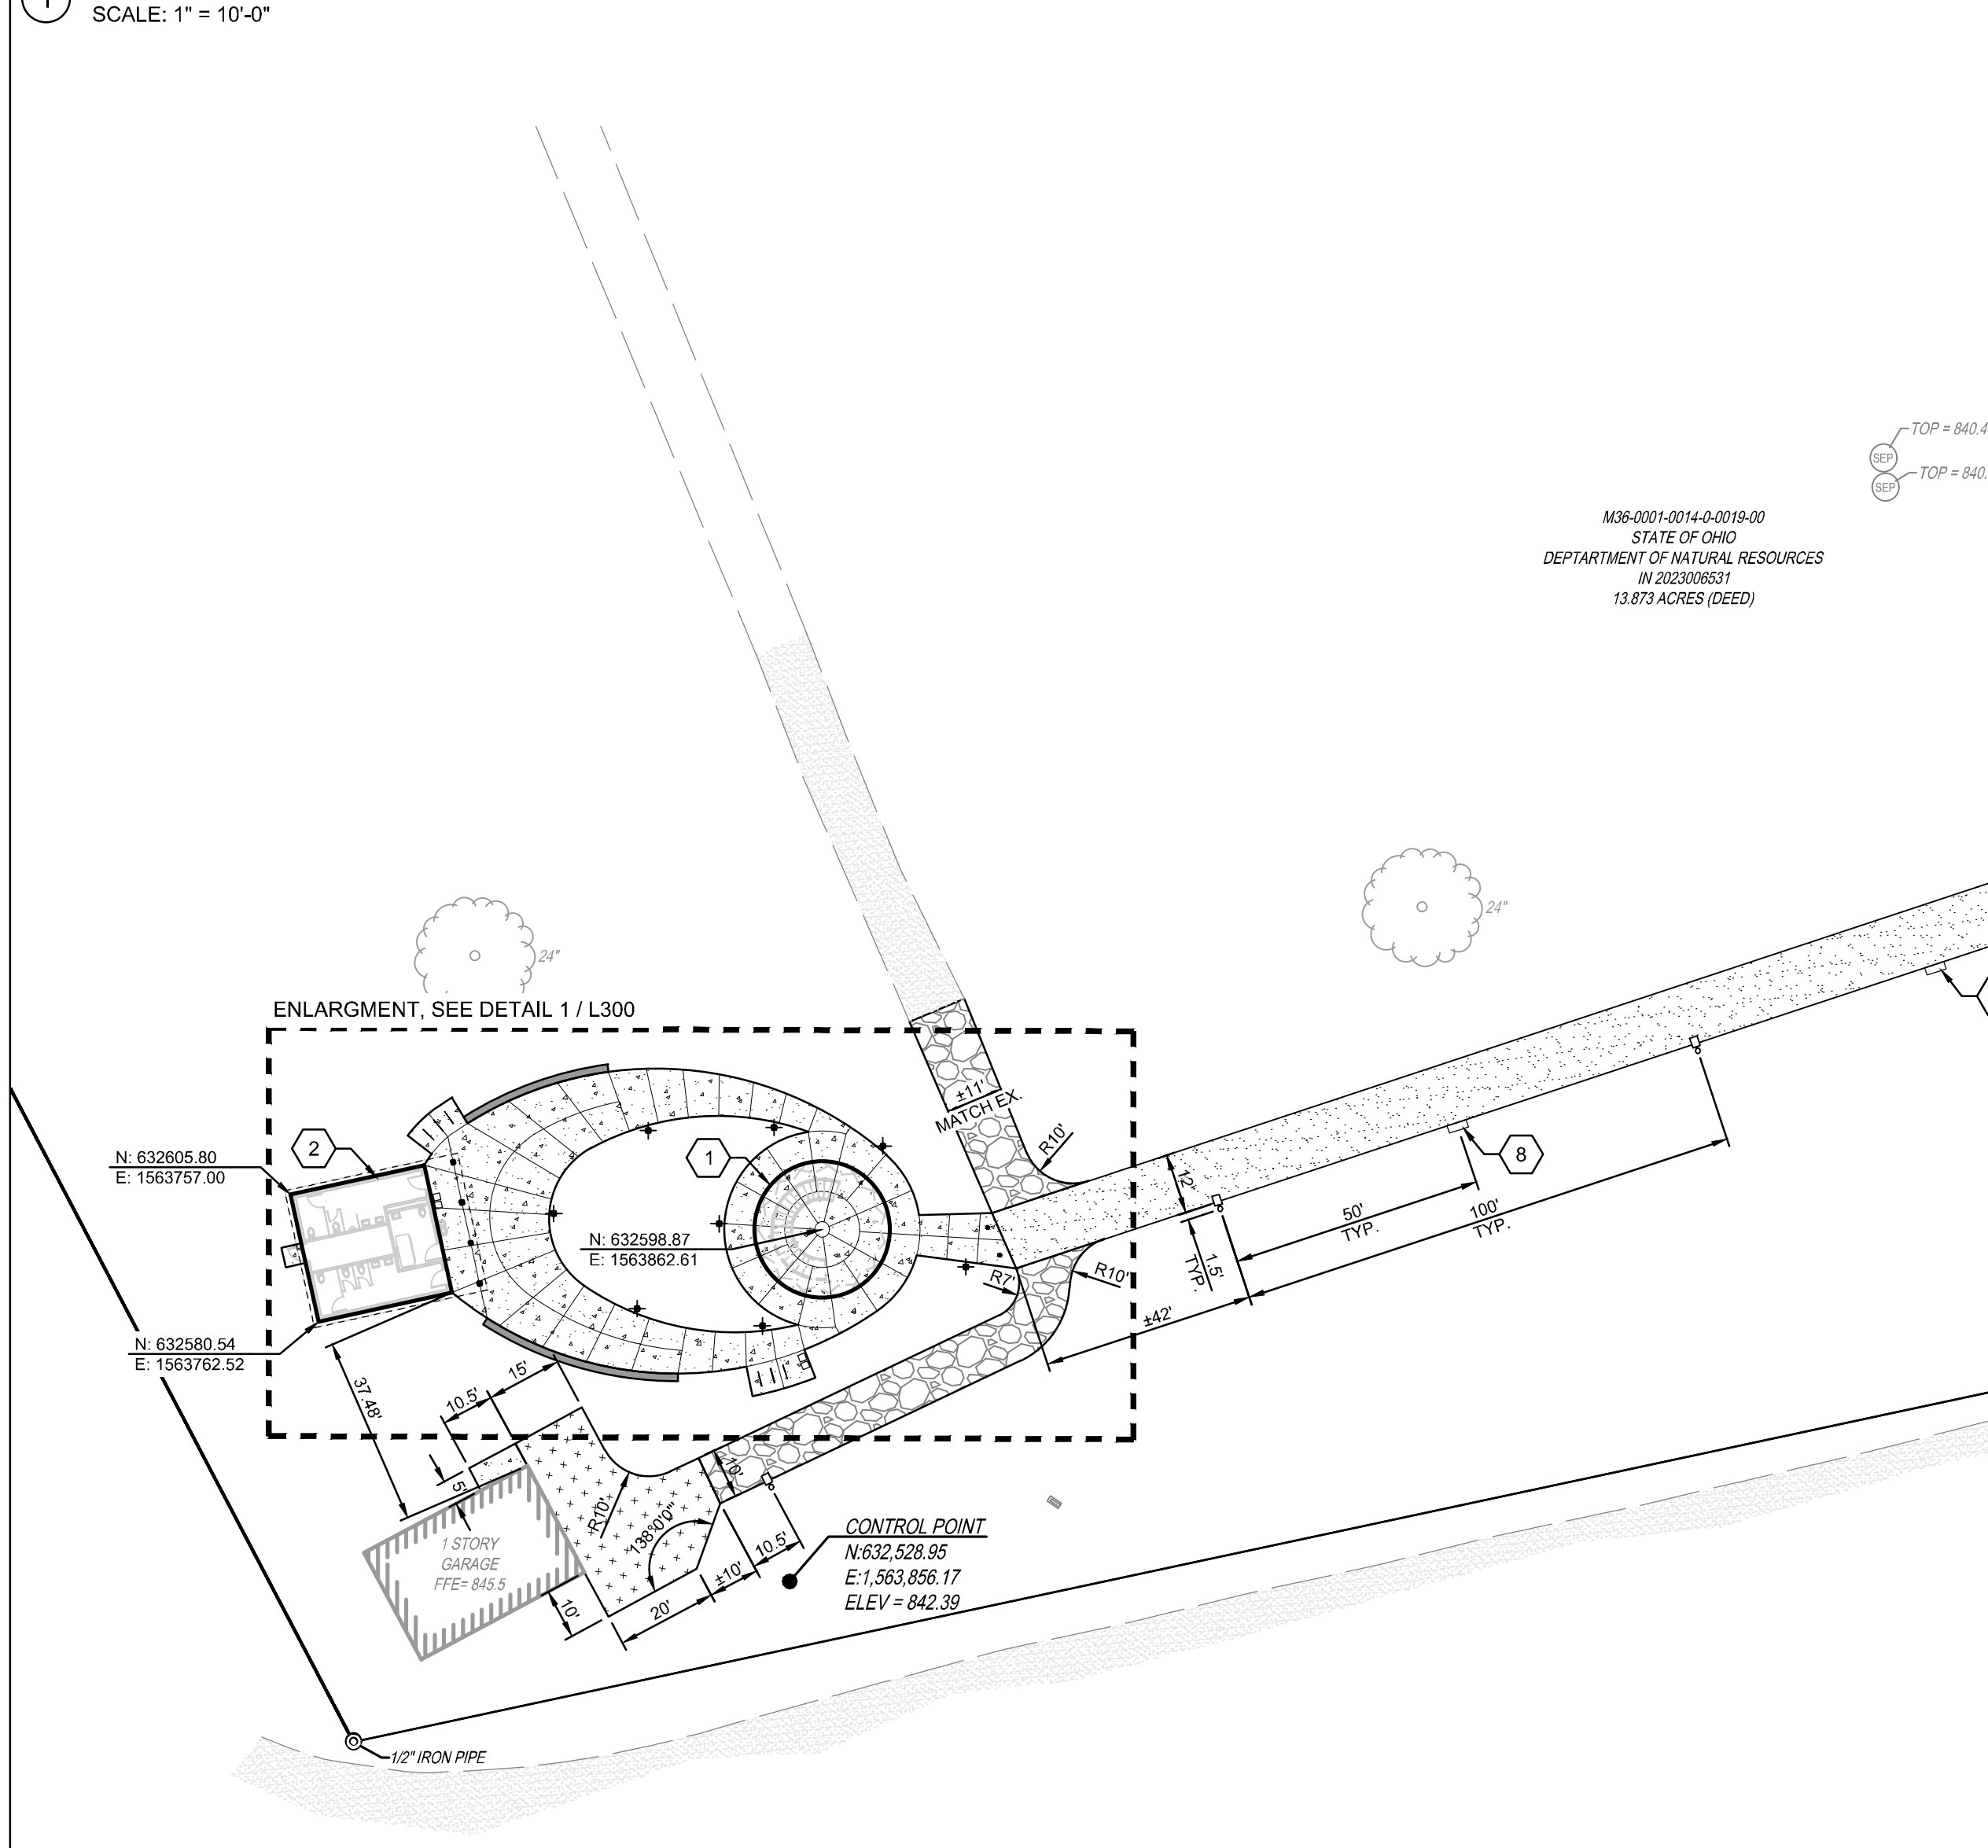 1
SCALE: 1" = 10'-0"
TOP = 840.4
SEP
TOP = 840.
SEP
M36-0001-0014-0-0019-00
STATE OF OHIO
DEPTARTMENT OF NATURAL RESOURCES
IN 2023006531
13.873 ACRES (DEED)
24"
24"
ENLARGMENT, SEE DETAIL 1 / L300
±11'
MATCH EX.
R10'
2
1
N: 632605.80
E: 1563757.00
12'
8
50'
TYP.
100'
TYP.
N: 632598.87
E: 1563862.61
1.5'
TYP.
R7'
R10'
±42'
N: 632580.54
E: 1563762.52
37.48'
15'
10.5'
5'
10'
R10'
138°0'0"
1 STORY
GARAGE
FFE= 845.5
10.5'
±10'
20'
10'
CONTROL POINT
N:632,528.95
E:1,563,856.17
ELEV = 842.39
1/2" IRON PIPE